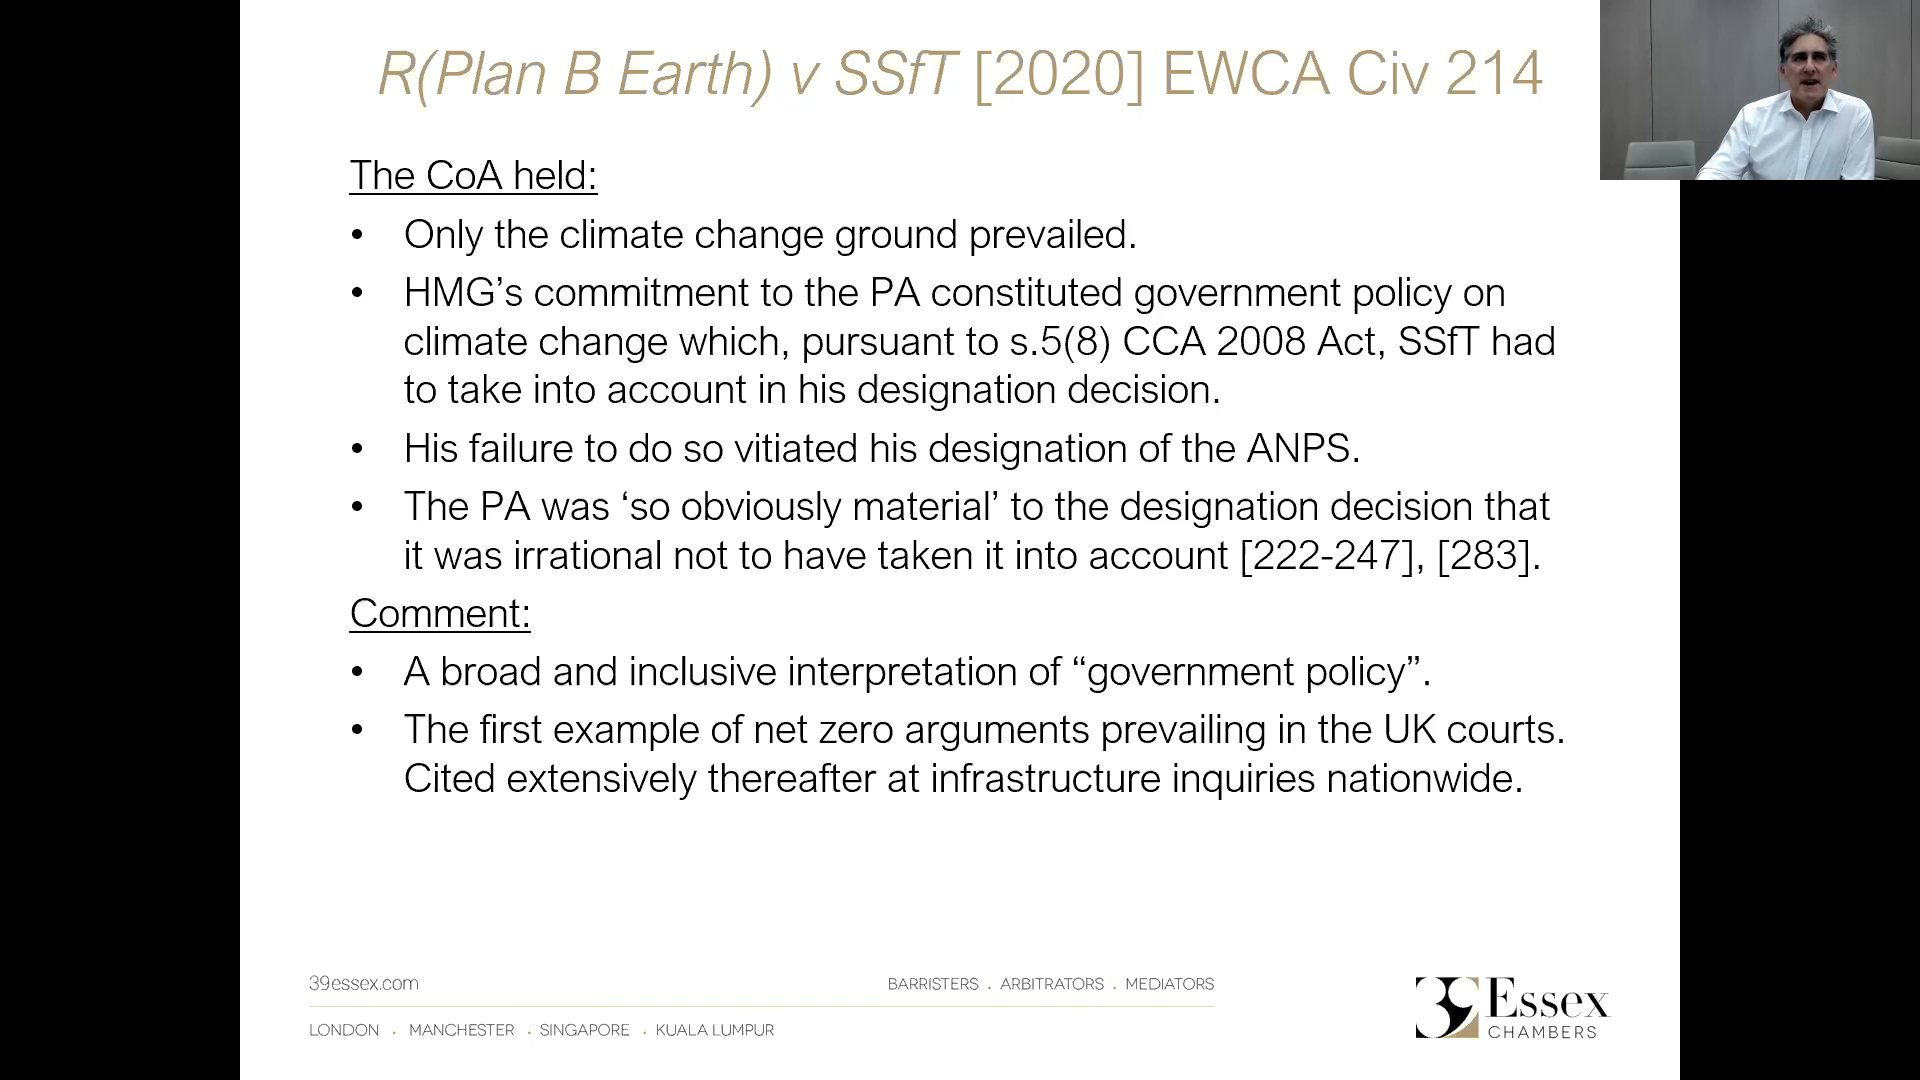 R(Plan B Earth) v SSfT [2020] EWCA Civ 214
The CoA held:
• Only the climate change ground prevailed.
• HMG’s commitment to the PA constituted government policy on
climate change which, pursuant to s.5(8) CCA 2008 Act, SSfT had
to take into account in his designation decision.
• His failure to do so vitiated his designation of the ANPS.
• The PA was ‘so obviously material’ to the designation decision that
it was irrational not to have taken it into account [222-247], [283].
Comment:
• A broad and inclusive interpretation of “government policy”.
• The first example of net zero arguments prevailing in the UK courts.
Cited extensively thereafter at infrastructure inquiries nationwide.
39essex.com
BARRISTERS . ARBITRATORS . MEDIATORS
LONDON . MANCHESTER . SINGAPORE . KUALA LUMPUR
39 Essex
CHAMBERS